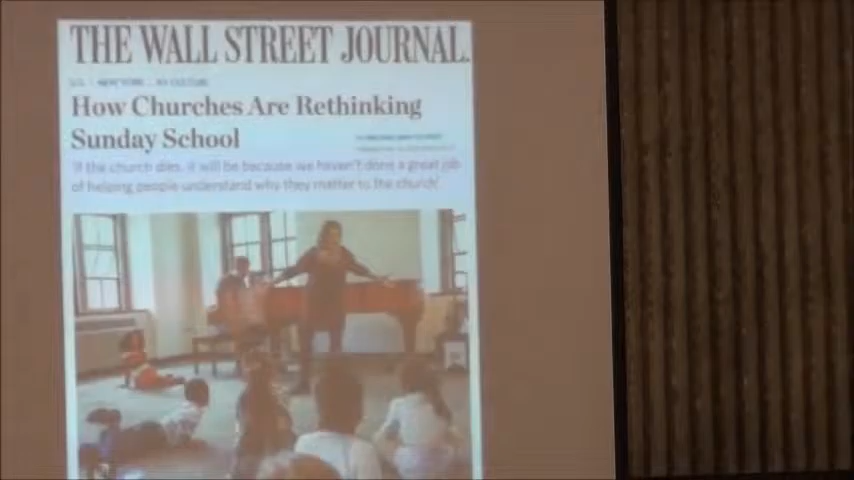 THE WALL STREET JOURNAL.
U.S. | NEW YORK | NY CULTURE
How Churches Are Rethinking
Sunday School
'If the church dies, it will be because we haven't done a great job
of helping people understand why they matter to the church'